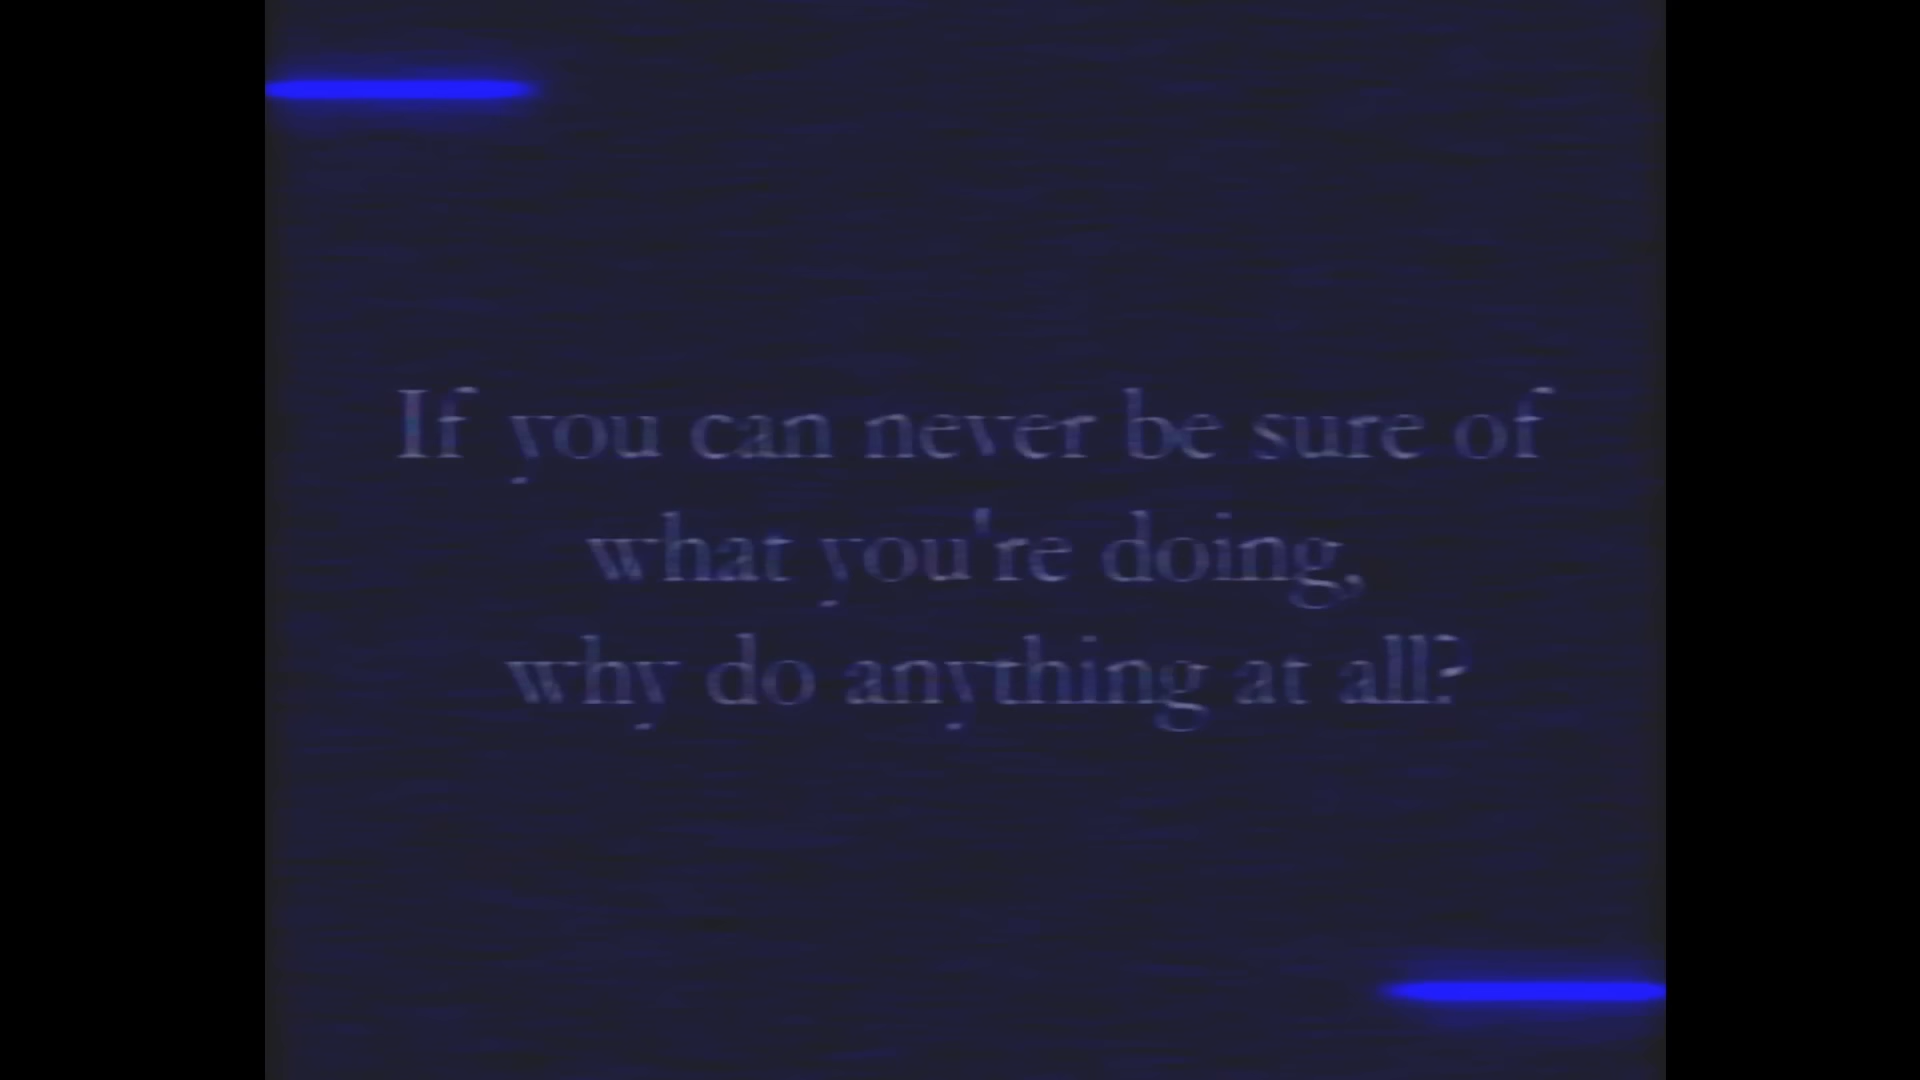 If you can never be sure of
what you're doing,
why do anything at all?